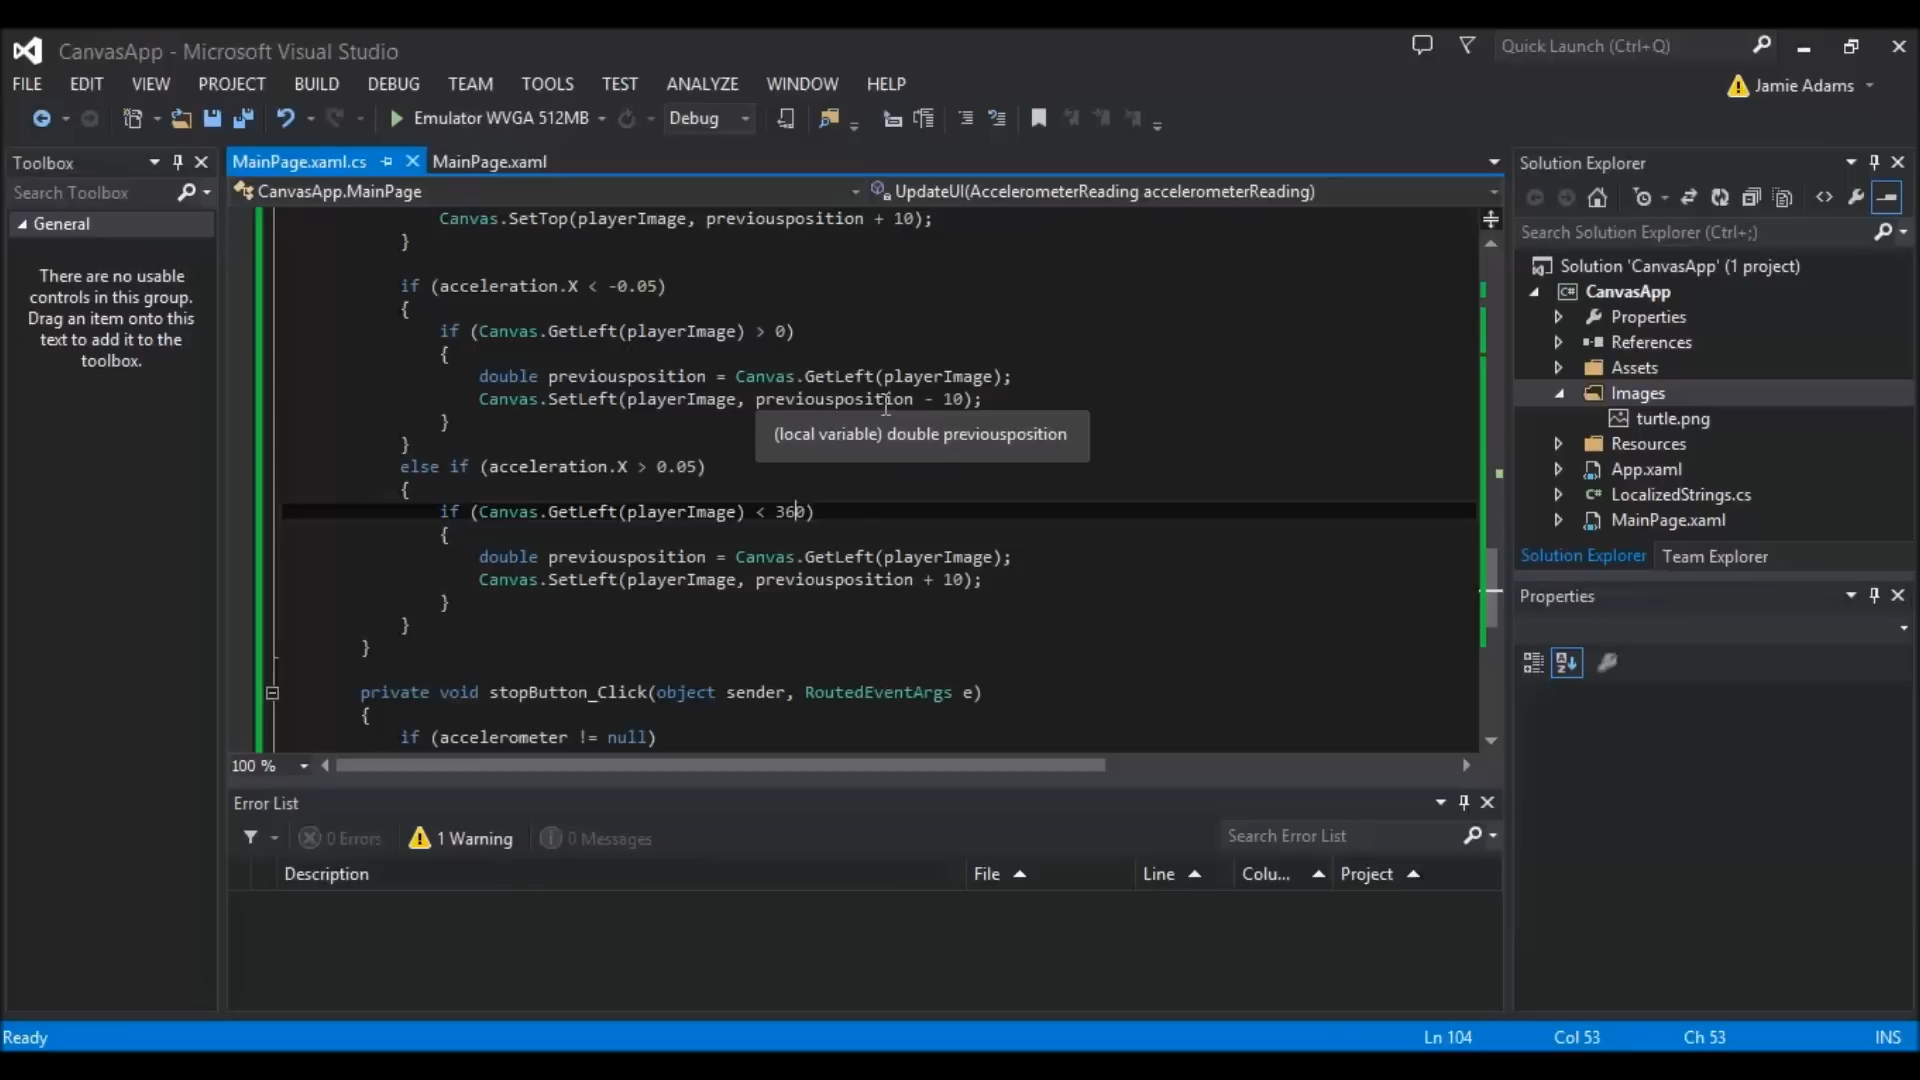 CanvasApp - Microsoft Visual Studio
Quick Launch (Ctrl+Q)
FILE EDIT VIEW PROJECT BUILD DEBUG TEAM TOOLS TEST ANALYZE WINDOW HELP
Jamie Adams
Emulator WVGA 512MB
Debug
Toolbox
Search Toolbox
General
There are no usable
controls in this group.
Drag an item onto this
text to add it to the
toolbox.
MainPage.xaml.cs MainPage.xaml
CanvasApp.MainPage
UpdateUI(AccelerometerReading accelerometerReading)
Canvas.SetTop(playerImage, previousposition + 10);
}
if (acceleration.X < -0.05)
{
if (Canvas.GetLeft(playerImage) > 0)
{
double previousposition = Canvas.GetLeft(playerImage);
Canvas.SetLeft(playerImage, previousposition - 10);
}
(local variable) double previousposition
}
else if (acceleration.X > 0.05)
{
if (Canvas.GetLeft(playerImage) < 360)
{
double previousposition = Canvas.GetLeft(playerImage);
Canvas.SetLeft(playerImage, previousposition + 10);
}
}
}
private void stopButton_Click(object sender, RoutedEventArgs e)
{
if (accelerometer != null)
100 %
Error List
0 Errors
1 Warning
0 Messages
Search Error List
Description File Line Colu... Project
Solution Explorer
Search Solution Explorer (Ctrl+;)
Solution 'CanvasApp' (1 project)
C# CanvasApp
Properties
References
Assets
Images
turtle.png
Resources
App.xaml
C# LocalizedStrings.cs
MainPage.xaml
Solution Explorer Team Explorer
Properties
Ready
Ln 104 Col 53 Ch 53 INS